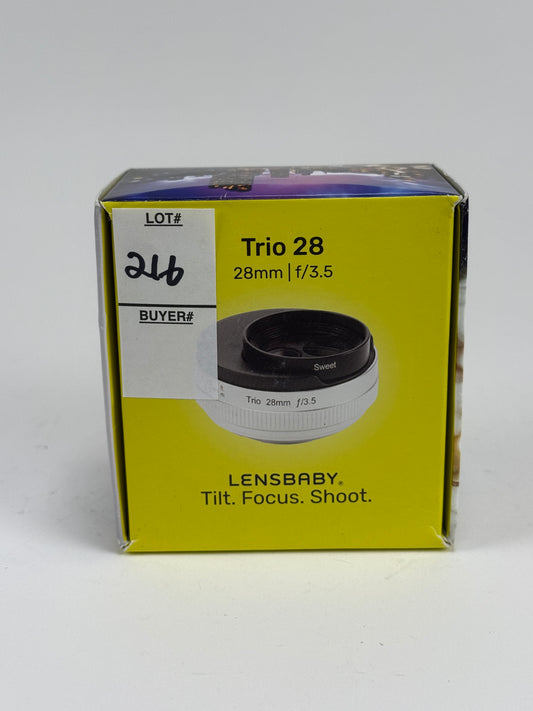 LOT#
216
BUYER#
Trio 28
28mm | f/3.5
Sweet
Trio 28mm ƒ/3.5
LENSBABY®
Tilt. Focus. Shoot.